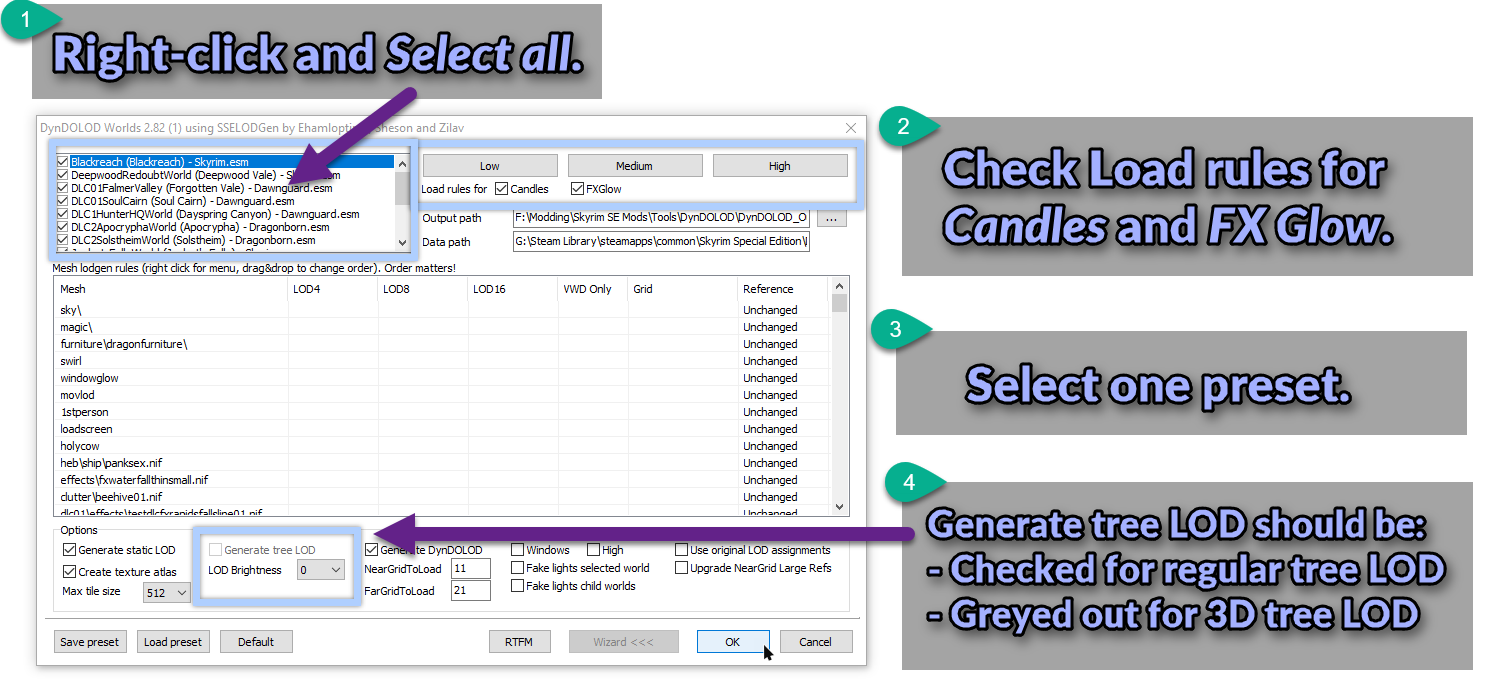 1
Right-click and Select all.
DynDOLOD Worlds 2.82 (1) using SSELODGen by Ehamlopti Sheson and Zilav
Blackreach (Blackreach) - Skyrim.esm
DeepwoodRedoubtWorld (Deepwood Vale) - Sk m
DLC01FalmerValley (Forgotten Vale) - Dawnguard.esm
DLC01SoulCairn (Soul Cairn) - Dawnguard.esm
DLC1HunterHQWorld (Dayspring Canyon) - Dawnguard.esm
DLC2ApocryphaWorld (Apocrypha) - Dragonborn.esm
DLC2SolstheimWorld (Solstheim) - Dragonborn.esm
Low Medium High
Load rules for Candles FXGlow
Output path F:\Modding\Skyrim SE Mods\Tools\DynDOLOD\DynDOLOD_O ...
Data path G:\Steam Library\steamapps\common\Skyrim Special Edition\
2
Check Load rules for
Candles and FX Glow.
Mesh lodgen rules (right click for menu, drag&drop to change order). Order matters!
Mesh LOD4 LOD8 LOD16 VWD Only Grid Reference
sky\ Unchanged
magic\ Unchanged
furniture\dragonfurniture\ Unchanged
swirl Unchanged
windowglow Unchanged
movlod Unchanged
1stperson Unchanged
loadscreen Unchanged
holycow Unchanged
heb\ship\panksex.nif Unchanged
effects\fxwaterfallthinsmall.nif Unchanged
clutter\beehive01.nif Unchanged
dlc01\effects\testdlcfxrapidsfallsline01.nif Unchanged
3
Select one preset.
4
Generate tree LOD should be:
- Checked for regular tree LOD
- Greyed out for 3D tree LOD
Options
Generate static LOD Generate tree LOD Generate DynDOLOD Windows High Use original LOD assignments
Create texture atlas LOD Brightness 0 NearGridToLoad 11 Fake lights selected world Upgrade NearGrid Large Refs
Max tile size 512 FarGridToLoad 21 Fake lights child worlds
Save preset Load preset Default RTFM Wizard <<< OK Cancel